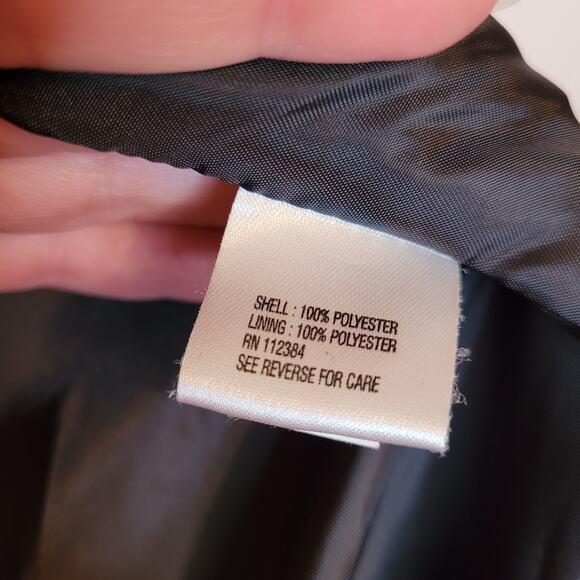 SHELL : 100% POLYESTER
LINING : 100% POLYESTER
RN 112384
SEE REVERSE FOR CARE